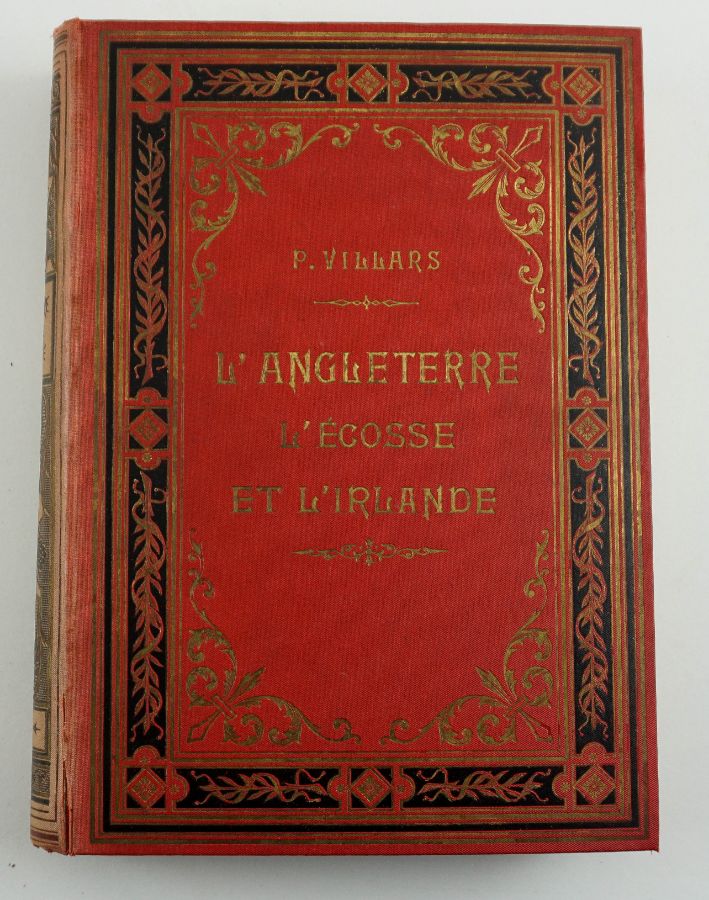 P. VILLARS
L'ANGLETERRE
L'ÉCOSSE
ET L'IRLANDE